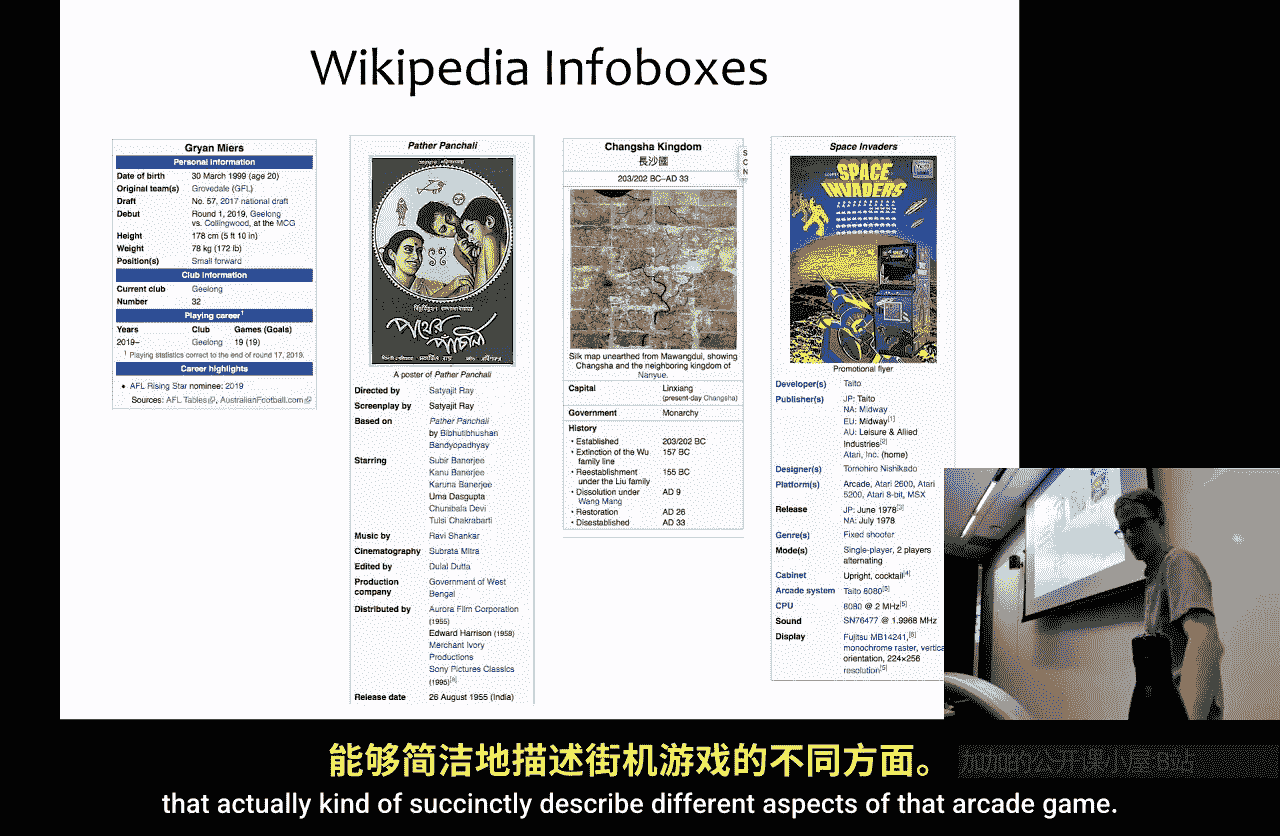 Wikipedia Infoboxes
Gryan Miers
Personal information
Date of birth 30 March 1999 (age 20)
Original team(s) Grovedale (GFL)
Draft No. 57, 2017 national draft
Debut Round 1, 2019, Geelong
vs. Collingwood, at the MCG
Height 178 cm (5 ft 10 in)
Weight 78 kg (172 lb)
Position(s) Small forward
Club information
Current club Geelong
Number 32
Playing career1
Years Club Games (Goals)
2019– Geelong 19 (19)
1 Playing statistics correct to the end of round 17, 2019.
Career highlights
• AFL Rising Star nominee: 2019
Sources: AFL Tables, AustralianFootball.com
Pather Panchali
পথের
পাঁচালী
A poster of Pather Panchali
Directed by Satyajit Ray
Screenplay by Satyajit Ray
Based on Pather Panchali
by Bibhutibhushan
Bandyopadhyay
Starring Subir Banerjee
Kanu Banerjee
Karuna Banerjee
Uma Dasgupta
Chunibala Devi
Tulsi Chakrabarti
Music by Ravi Shankar
Cinematography Subrata Mitra
Edited by Dulal Dutta
Production Government of West
company Bengal
Distributed by Aurora Film Corporation
(1955)
Edward Harrison (1958)
Merchant Ivory
Productions
Sony Pictures Classics
(1995)[a]
Release date 26 August 1955 (India)
Changsha Kingdom
長沙國
203/202 BC–AD 33
S
C
N
Silk map unearthed from Mawangdui, showing
Changsha and the neighboring kingdom of
Nanyue.
Capital Linxiang
(present-day Changsha)
Government Monarchy
History
• Established 203/202 BC
• Extinction of the Wu 157 BC
family line
• Reestablishment 155 BC
under the Liu family
• Dissolution under AD 9
Wang Mang
• Restoration AD 26
• Disestablished AD 33
Space Invaders
SPACE
INVADERS
Promotional flyer
Developer(s) Taito
Publisher(s) JP: Taito
NA: Midway
EU: Midway[1]
AU: Leisure & Allied
Industries[2]
Atari, Inc. (home)
Designer(s) Tomohiro Nishikado
Platform(s) Arcade, Atari 2600, Atari
5200, Atari 8-bit, MSX
Release JP: June 1978[3]
NA: July 1978
Genre(s) Fixed shooter
Mode(s) Single-player, 2 players
alternating
Cabinet Upright, cocktail[4]
Arcade system Taito 8080[5]
CPU 8080 @ 2 MHz[5]
Sound SN76477 @ 1.9968 MHz
Display Fujitsu MB14241,[6]
monochrome raster, vertica
orientation, 224×256
resolution[5]
能够简洁地描述街机游戏的不同方面。
加加的公开课小屋 B站
that actually kind of succinctly describe different aspects of that arcade game.